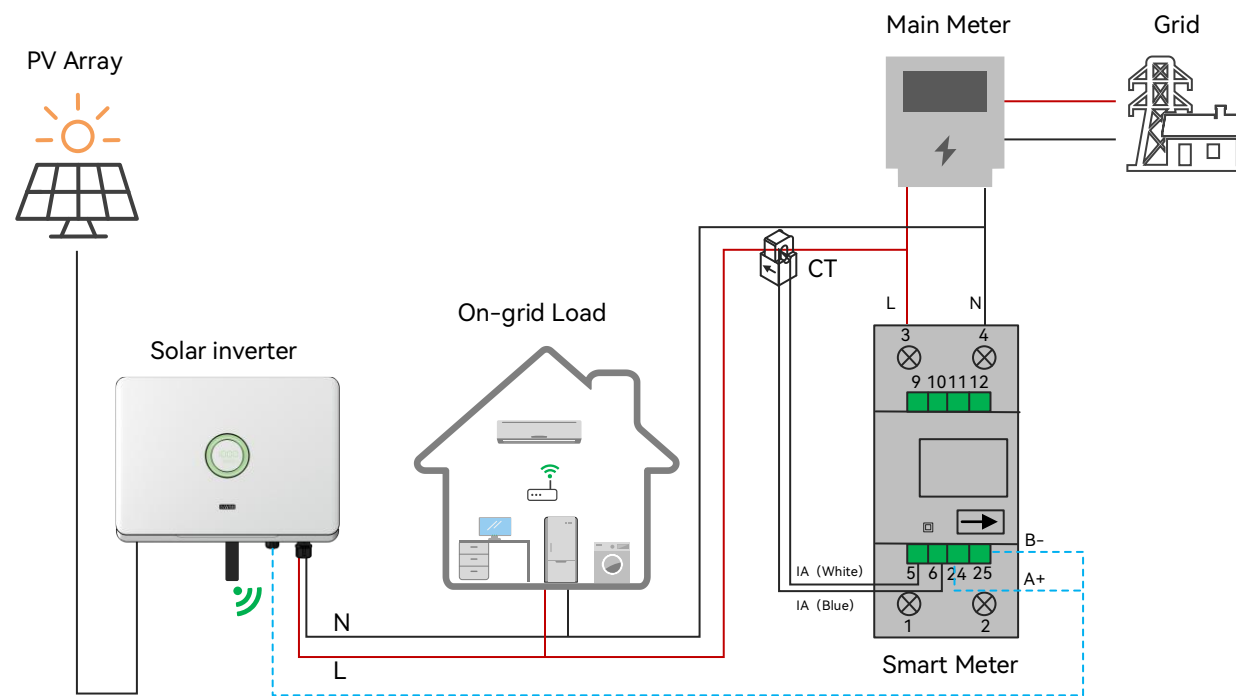 Main Meter
Grid
PV Array
CT
L
N
On-grid Load
Solar inverter
3
4
9 10 11 12
B-
5
6
24
25
IA (White)
A+
IA (Blue)
1
2
N
L
Smart Meter